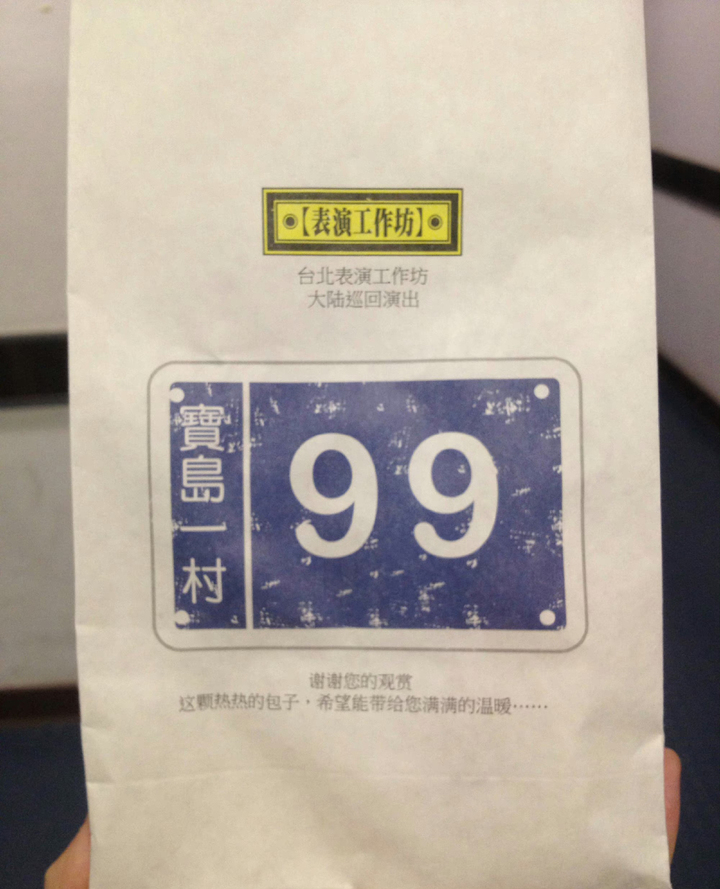 【表演工作坊】
台北表演工作坊
大陆巡回演出
寶島一村
99
谢谢您的观赏
这颗热热的包子，希望能带给您满满的温暖……